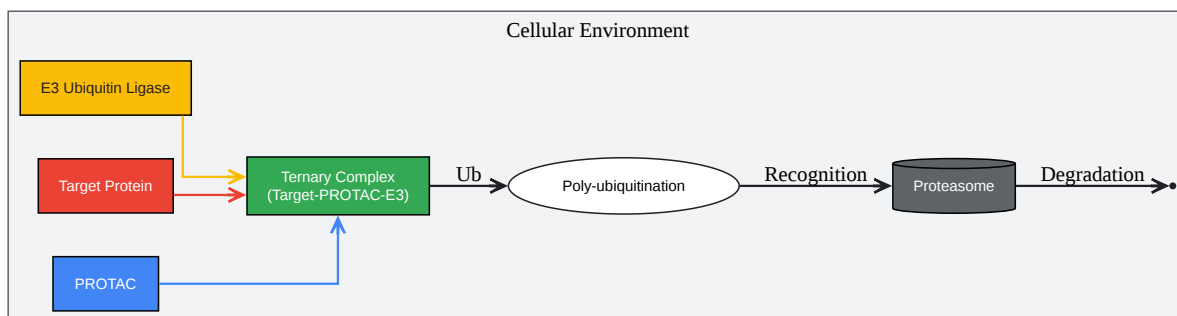 Cellular Environment
E3 Ubiquitin Ligase
Target Protein
PROTAC
Ternary Complex
(Target-PROTAC-E3)
Ub
Poly-ubiquitination
Recognition
Proteasome
Degradation